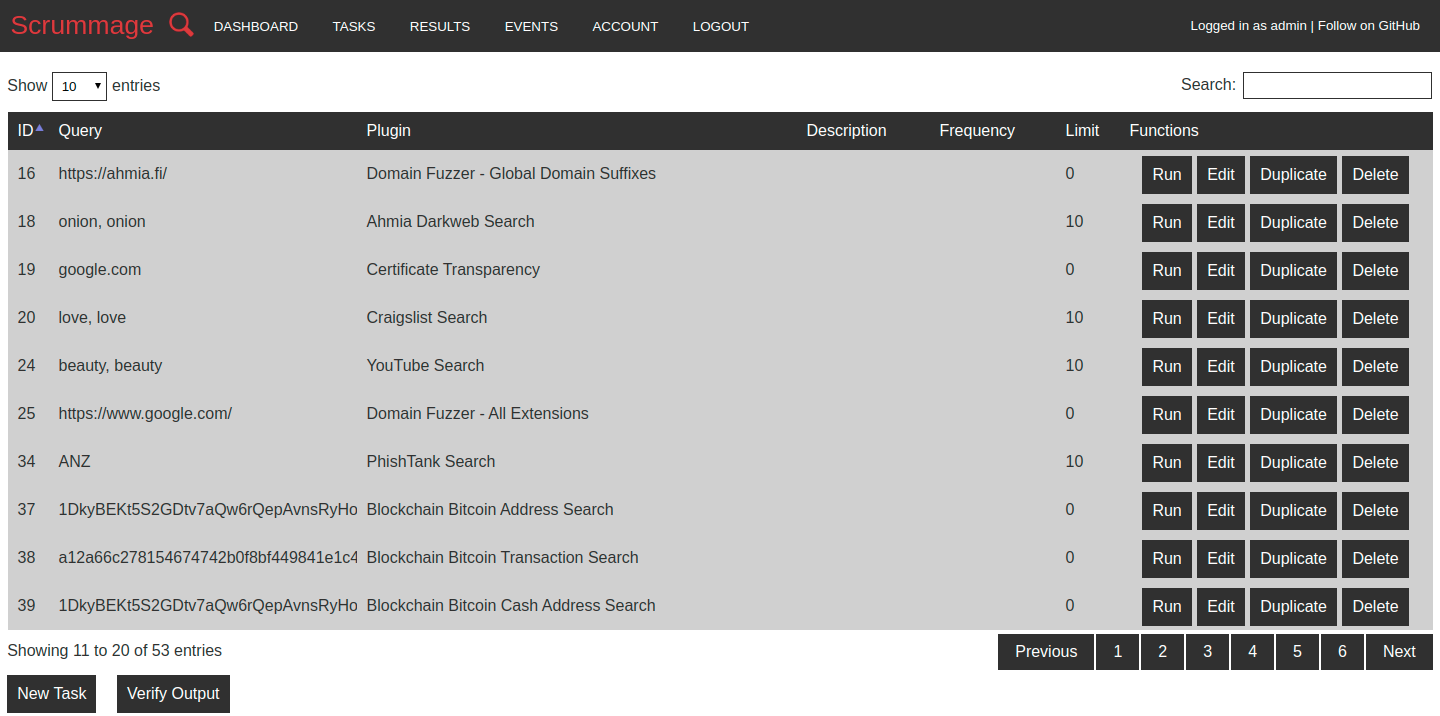 Scrummage DASHBOARD TASKS RESULTS EVENTS ACCOUNT LOGOUT Logged in as admin | Follow on GitHub
Show 10 entries Search:
ID Query Plugin Description Frequency Limit Functions
16 https://ahmia.fi/ Domain Fuzzer - Global Domain Suffixes 0 Run Edit Duplicate Delete
18 onion, onion Ahmia Darkweb Search 10 Run Edit Duplicate Delete
19 google.com Certificate Transparency 0 Run Edit Duplicate Delete
20 love, love Craigslist Search 10 Run Edit Duplicate Delete
24 beauty, beauty YouTube Search 10 Run Edit Duplicate Delete
25 https://www.google.com/ Domain Fuzzer - All Extensions 0 Run Edit Duplicate Delete
34 ANZ PhishTank Search 10 Run Edit Duplicate Delete
37 1DkyBEKt5S2GDtv7aQw6rQepAvnsRyHo Blockchain Bitcoin Address Search 0 Run Edit Duplicate Delete
38 a12a66c278154674742b0f8bf449841e1c4 Blockchain Bitcoin Transaction Search 0 Run Edit Duplicate Delete
39 1DkyBEKt5S2GDtv7aQw6rQepAvnsRyHo Blockchain Bitcoin Cash Address Search 0 Run Edit Duplicate Delete
Showing 11 to 20 of 53 entries Previous 1 2 3 4 5 6 Next
New Task Verify Output